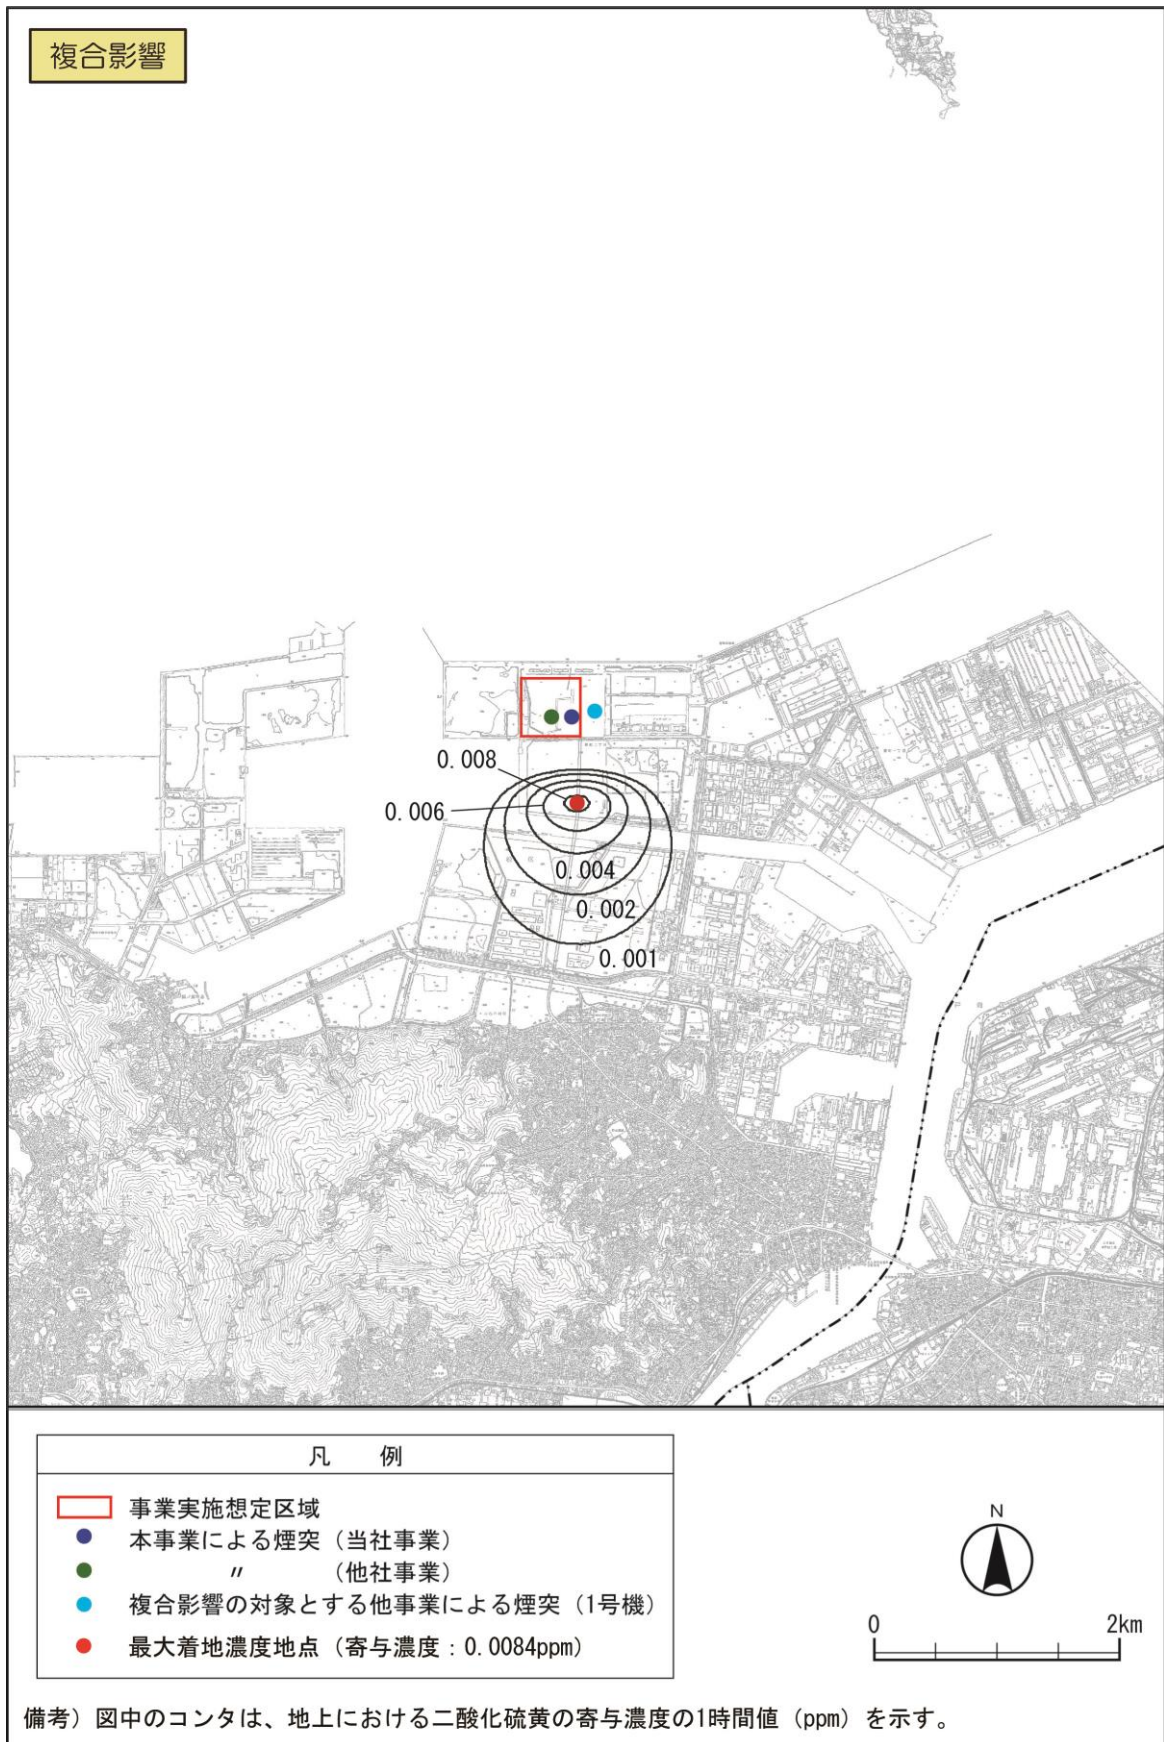 複合影響
0.008
0.006
0.004
0.002
0.001
凡 例
事業実施想定区域
本事業による煙突（当社事業）
〃 （他社事業）
複合影響の対象とする他事業による煙突（1号機）
最大着地濃度地点（寄与濃度：0.0084ppm）
N
0 2km
備考）図中のコンタは、地上における二酸化硫黄の寄与濃度の1時間値（ppm）を示す。